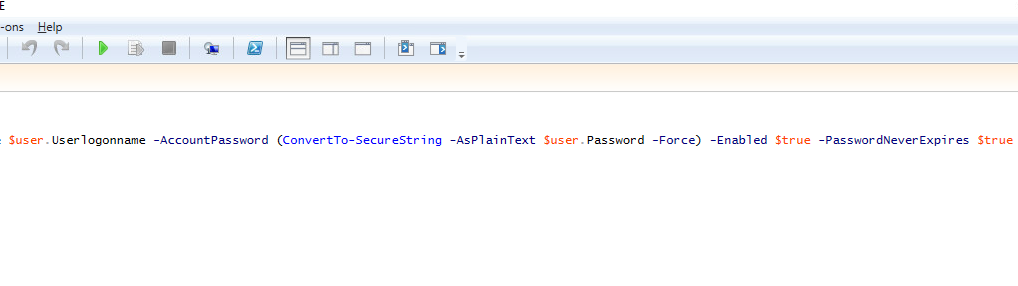 E
-ons Help
$user.Userlogonname -AccountPassword (ConvertTo-SecureString -AsPlainText $user.Password -Force) -Enabled $true -PasswordNeverExpires $true